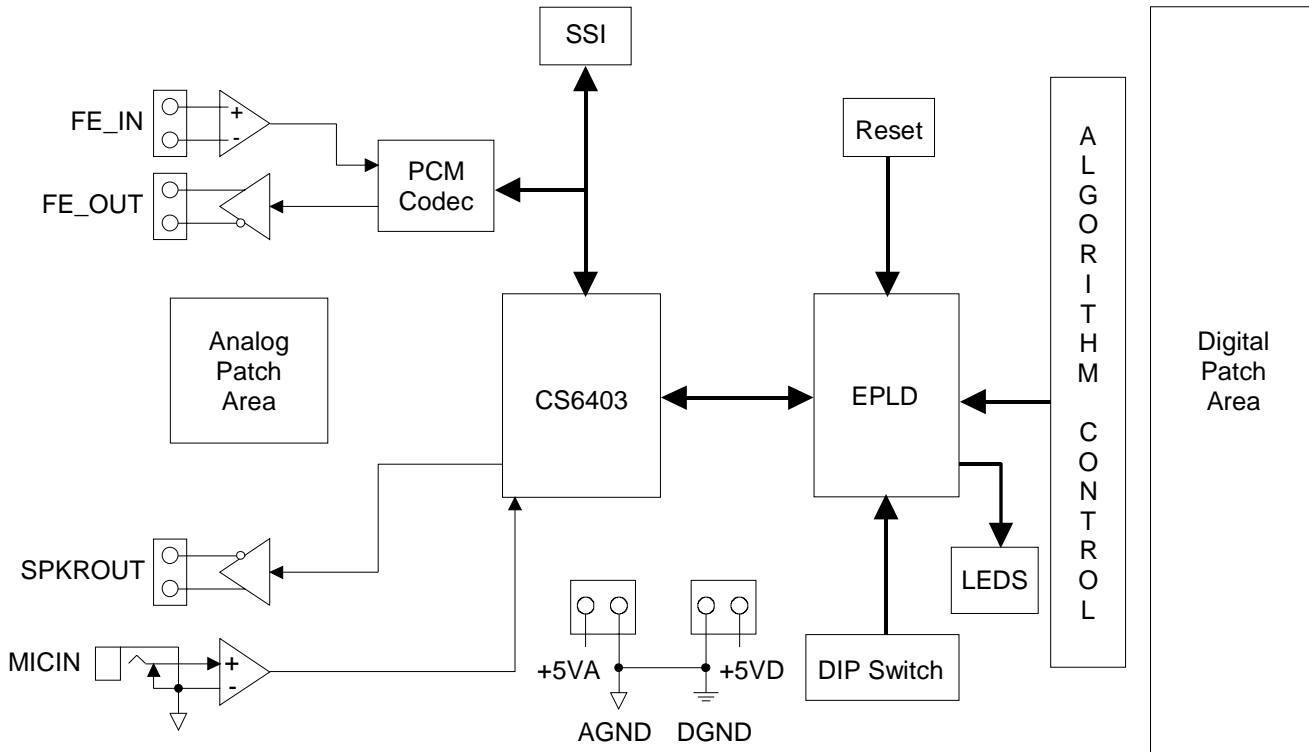 SSI
FE_IN
+
-
PCM
Codec
Reset
FE_OUT
A
L
G
O
R
I
T
H
M
C
O
N
T
R
O
L
Analog
Patch
Area
CS6403
EPLD
Digital
Patch
Area
SPKROUT
LEDS
MICIN
+
-
+5VA
+5VD
DIP Switch
AGND
DGND